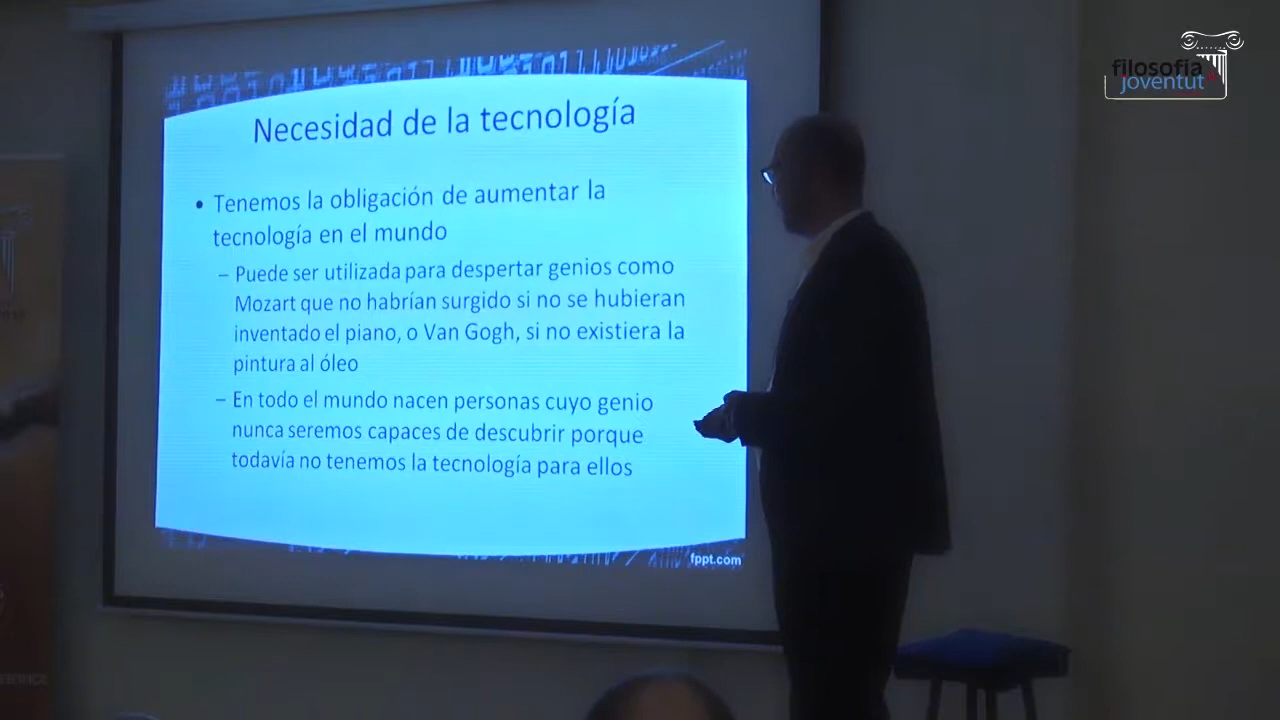 filosofia
joventut
Necesidad de la tecnología
• Tenemos la obligación de aumentar la
tecnología en el mundo
– Puede ser utilizada para despertar genios como
Mozart que no habrían surgido si no se hubieran
inventado el piano, o Van Gogh, si no existiera la
pintura al óleo
– En todo el mundo nacen personas cuyo genio
nunca seremos capaces de descubrir porque
todavía no tenemos la tecnología para ellos
fppt.com